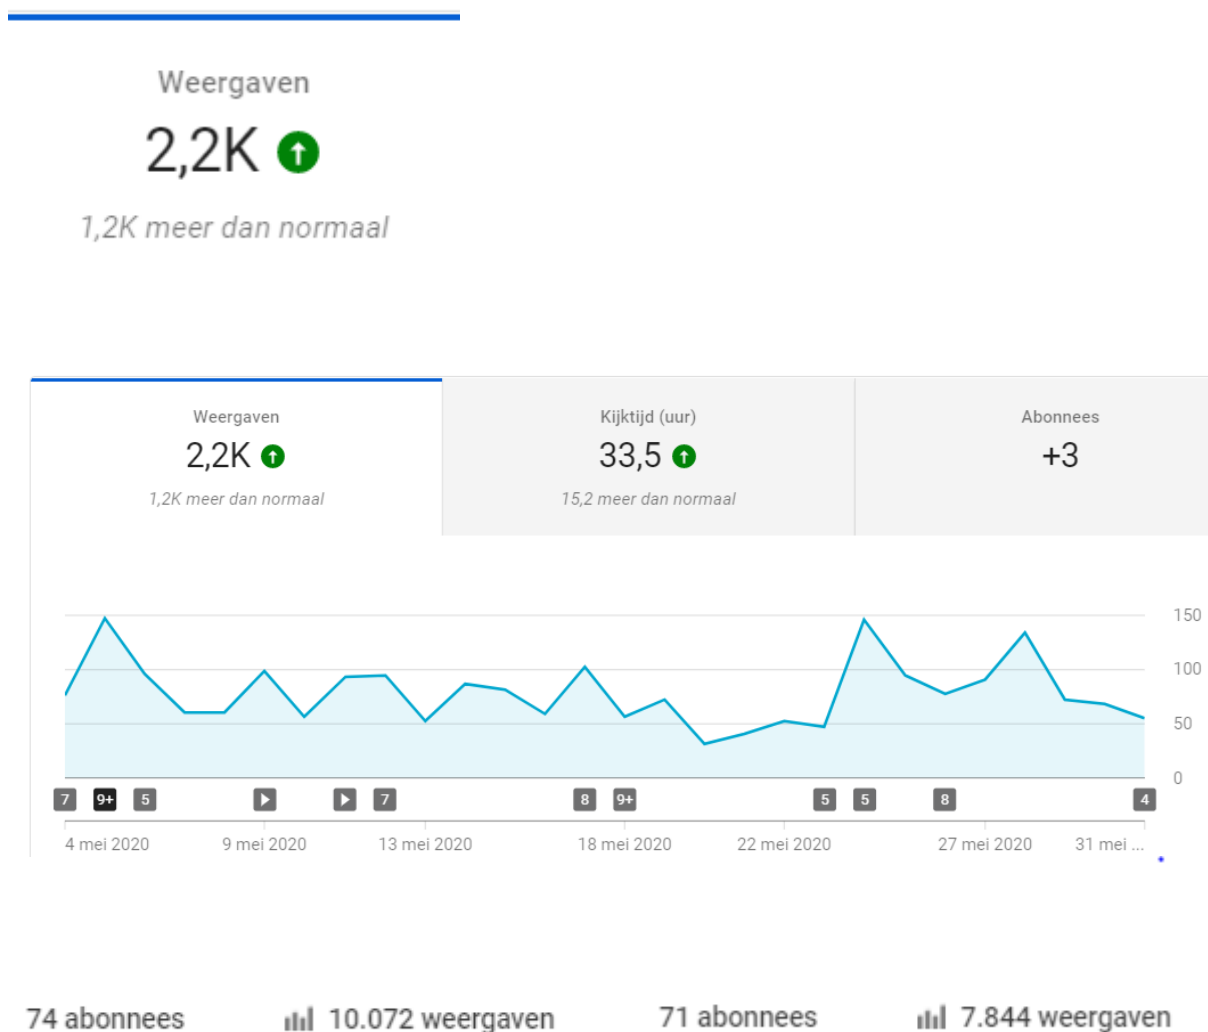 Weergaven
2,2K
1,2K meer dan normaal
Weergaven Kijktijd (uur) Abonnees
2,2K 33,5 +3
1,2K meer dan normaal 15,2 meer dan normaal
150
100
50
0
7 9+ 5 7 8 9+ 5 5 8 4
4 mei 2020 9 mei 2020 13 mei 2020 18 mei 2020 22 mei 2020 27 mei 2020 31 mei ...
74 abonnees 10.072 weergaven 71 abonnees 7.844 weergaven